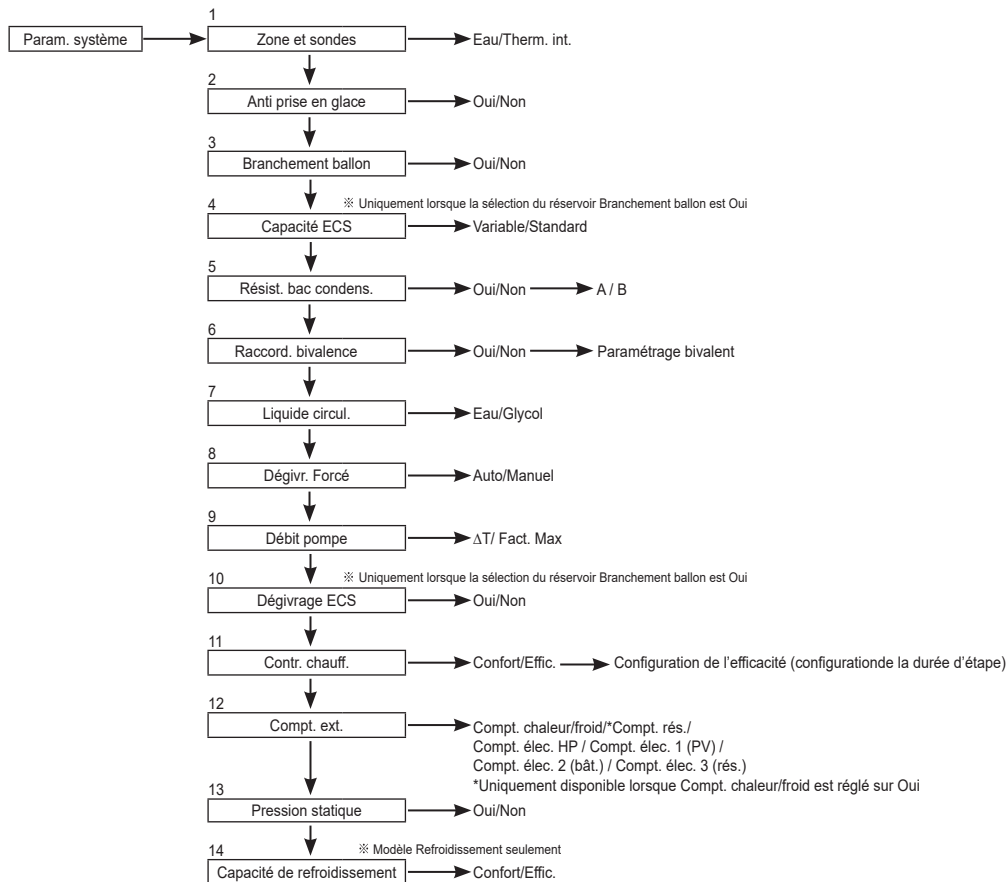 1
Param. système
Zone et sondes
Eau/Therm. int.
2
Anti prise en glace
Oui/Non
3
Branchement ballon
Oui/Non
※ Uniquement lorsque la sélection du réservoir Branchement ballon est Oui
4
Capacité ECS
Variable/Standard
5
Résist. bac condens.
Oui/Non
A / B
6
Raccord. bivalence
Oui/Non
Paramétrage bivalent
7
Liquide circul.
Eau/Glycol
8
Dégivr. Forcé
Auto/Manuel
9
Débit pompe
ΔT/ Fact. Max
※ Uniquement lorsque la sélection du réservoir Branchement ballon est Oui
10
Dégivrage ECS
Oui/Non
11
Contr. chauff.
Confort/Effic.
Configuration de l'efficacité (configurationde la durée d'étape)
12
Compt. ext.
Compt. chaleur/froid/*Compt. rés./
Compt. élec. HP / Compt. élec. 1 (PV) /
Compt. élec. 2 (bât.) / Compt. élec. 3 (rés.)
*Uniquement disponible lorsque Compt. chaleur/froid est réglé sur Oui
13
Pression statique
Oui/Non
※ Modèle Refroidissement seulement
14
Capacité de refroidissement
Confort/Effic.